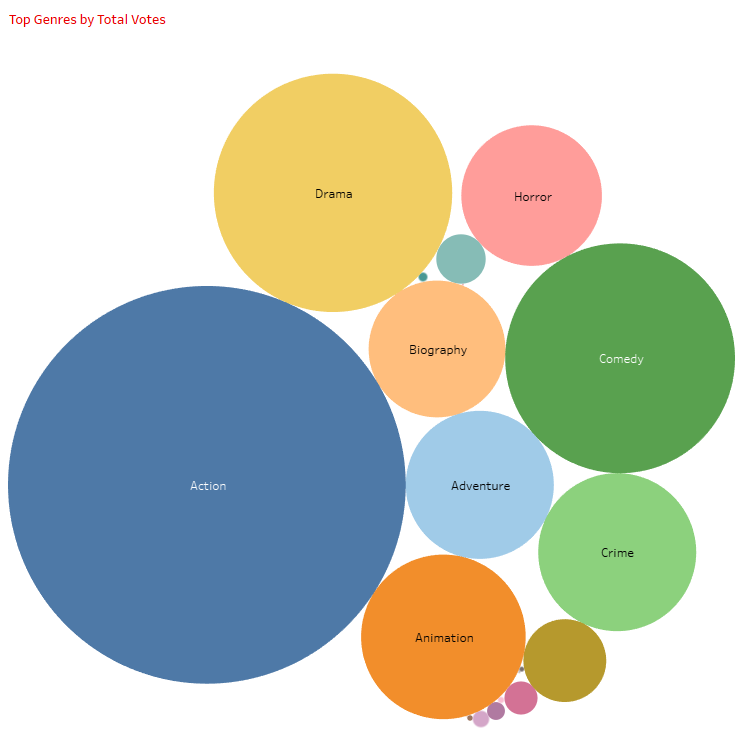 Top Genres by Total Votes
Drama
Horror
Biography
Comedy
Action
Adventure
Crime
Animation